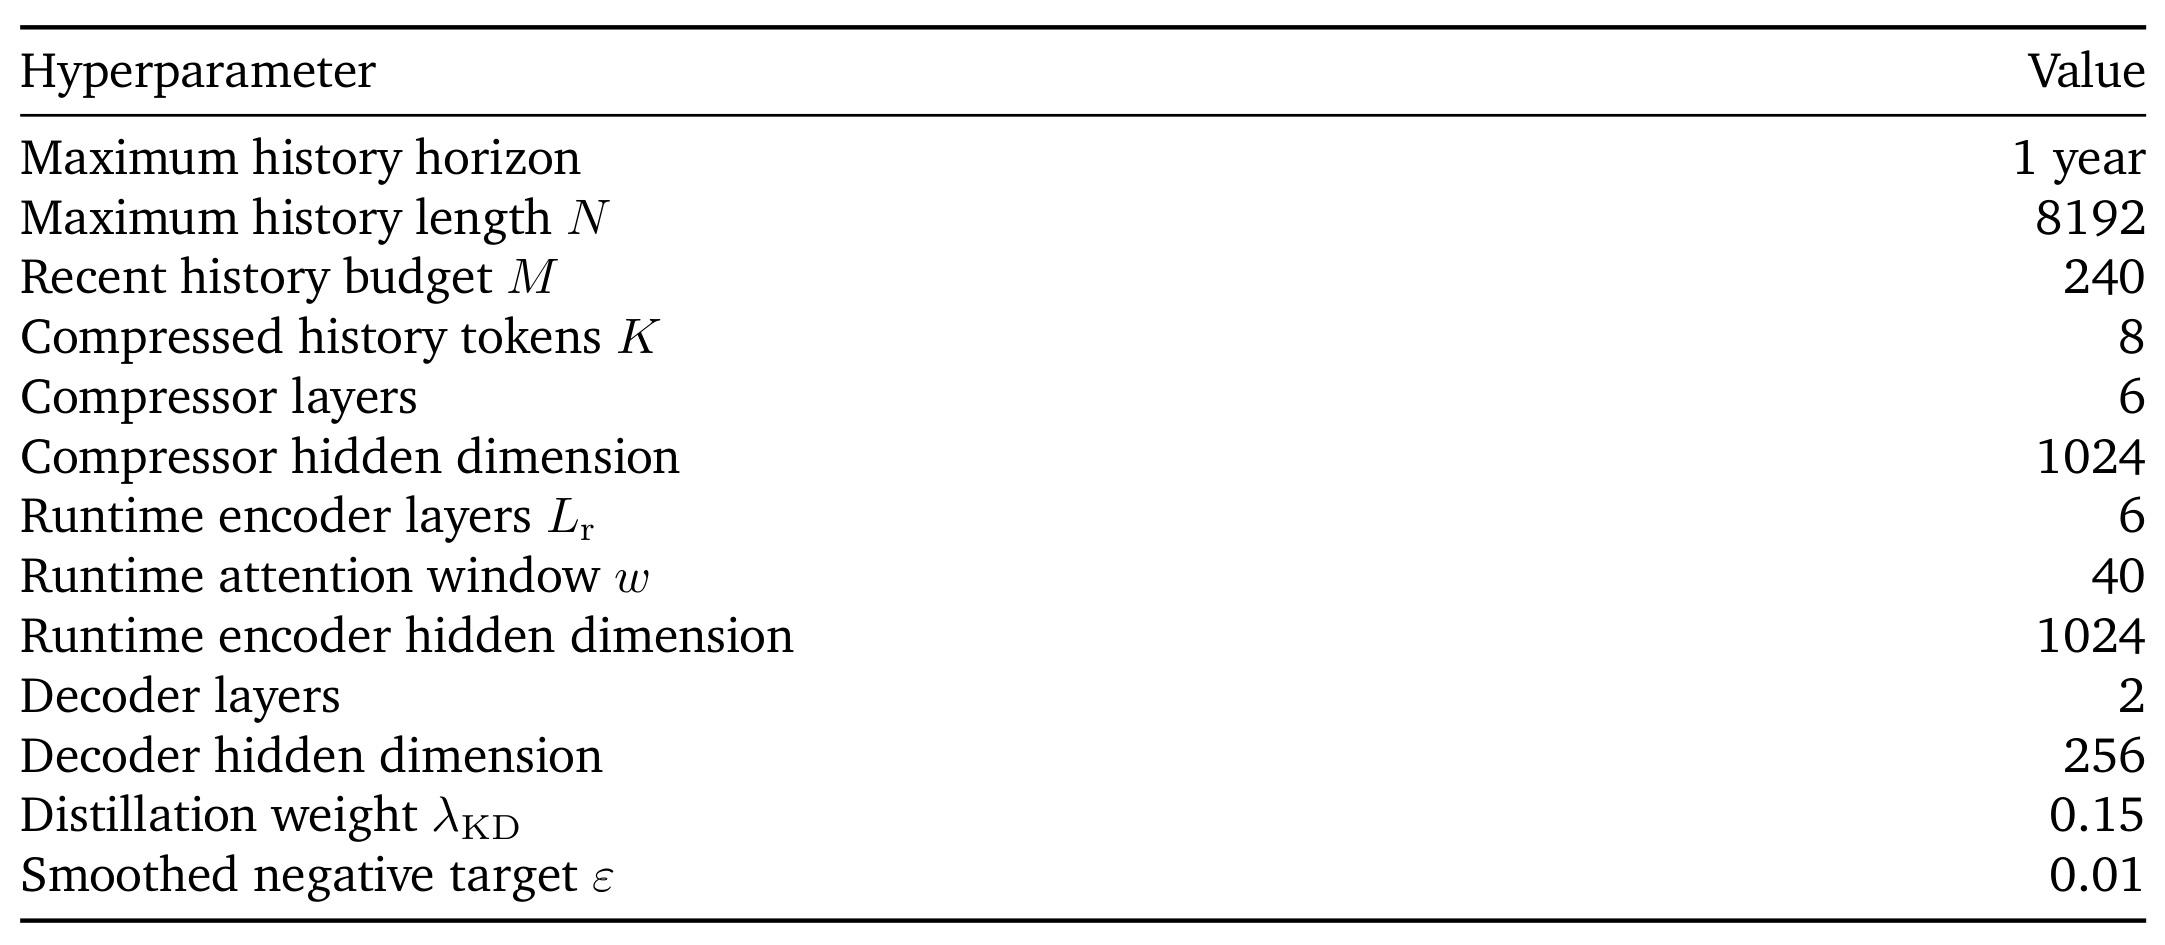 Hyperparameter Value
Maximum history horizon 1 year
Maximum history length N 8192
Recent history budget M 240
Compressed history tokens K 8
Compressor layers 6
Compressor hidden dimension 1024
Runtime encoder layers L_r 6
Runtime attention window w 40
Runtime encoder hidden dimension 1024
Decoder layers 2
Decoder hidden dimension 256
Distillation weight λ_KD 0.15
Smoothed negative target ε 0.01